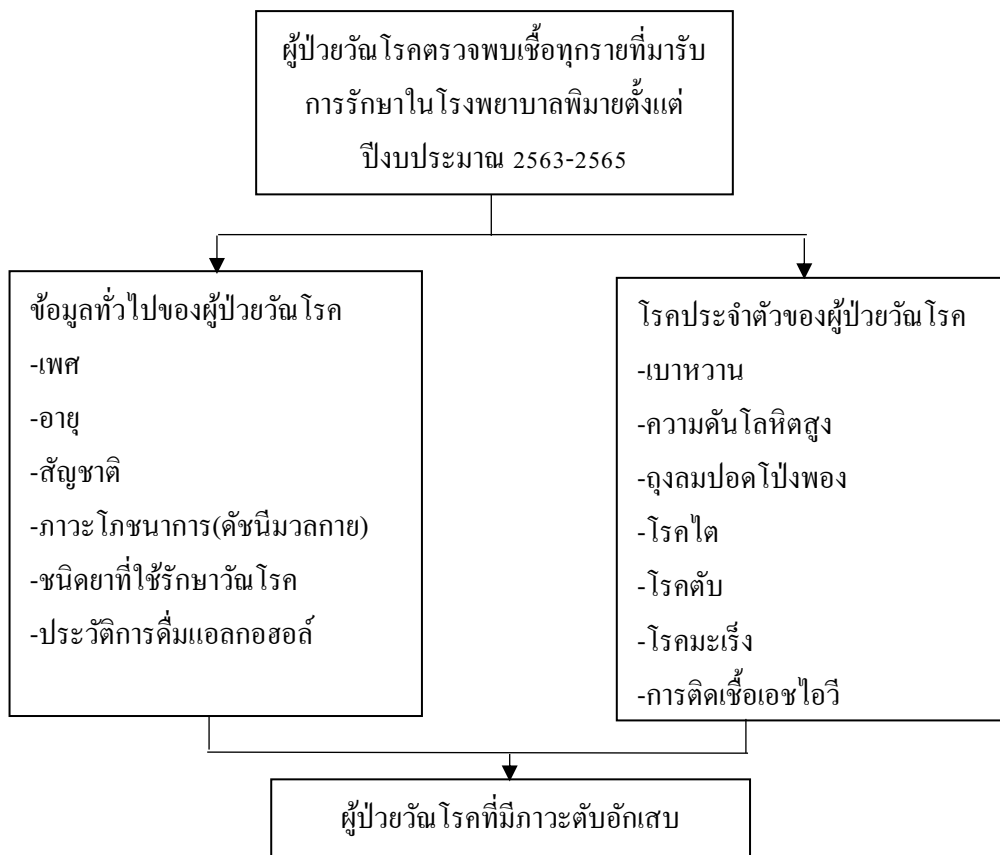 ผู้ป่วยวัณโรคตรวจพบเชื้อทุกรายที่มารับ
การรักษาในโรงพยาบาลพิมายตั้งแต่
ปีงบประมาณ 2563-2565
ข้อมูลทั่วไปของผู้ป่วยวัณโรค
-เพศ
-อายุ
-สัญชาติ
-ภาวะโภชนาการ(ดัชนีมวลกาย)
-ชนิดยาที่ใช้รักษาวัณโรค
-ประวัติการดื่มแอลกอฮอล์
โรคประจำตัวของผู้ป่วยวัณโรค
-เบาหวาน
-ความดันโลหิตสูง
-ถุงลมปอดโป่งพอง
-โรคไต
-โรคตับ
-โรคมะเร็ง
-การติดเชื้อเอชไอวี
ผู้ป่วยวัณโรคที่มีภาวะตับอักเสบ